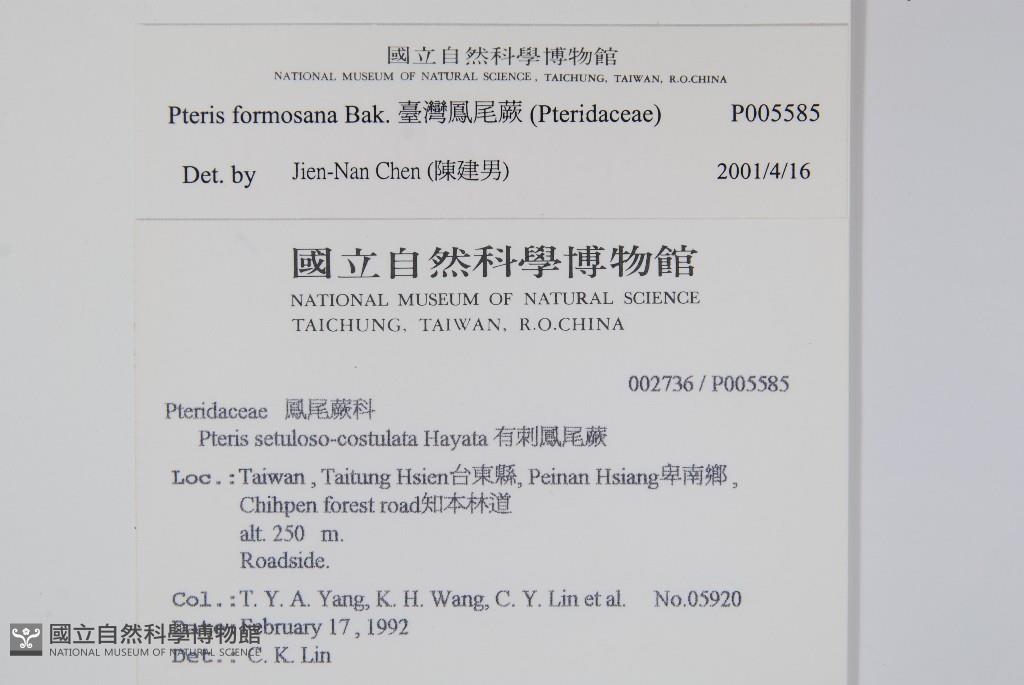 國立自然科學博物館
NATIONAL MUSEUM OF NATURAL SCIENCE, TAICHUNG, TAIWAN, R.O.CHINA
Pteris formosana Bak. 臺灣鳳尾蕨 (Pteridaceae) P005585
Det. by Jien-Nan Chen (陳建男) 2001/4/16
國立自然科學博物館
NATIONAL MUSEUM OF NATURAL SCIENCE
TAICHUNG, TAIWAN, R.O.CHINA
002736 / P005585
Pteridaceae 鳳尾蕨科
Pteris setuloso-costulata Hayata 有刺鳳尾蕨
Loc.:Taiwan , Taitung Hsien台東縣, Peinan Hsiang卑南鄉 ,
Chihpen forest road知本林道
alt. 250 m.
Roadside.
Col.:T. Y. A. Yang, K. H. Wang, C. Y. Lin et al. No.05920
Date: February 17 , 1992
Det.: C. K. Lin
國立自然科學博物館
NATIONAL MUSEUM OF NATURAL SCIENCE